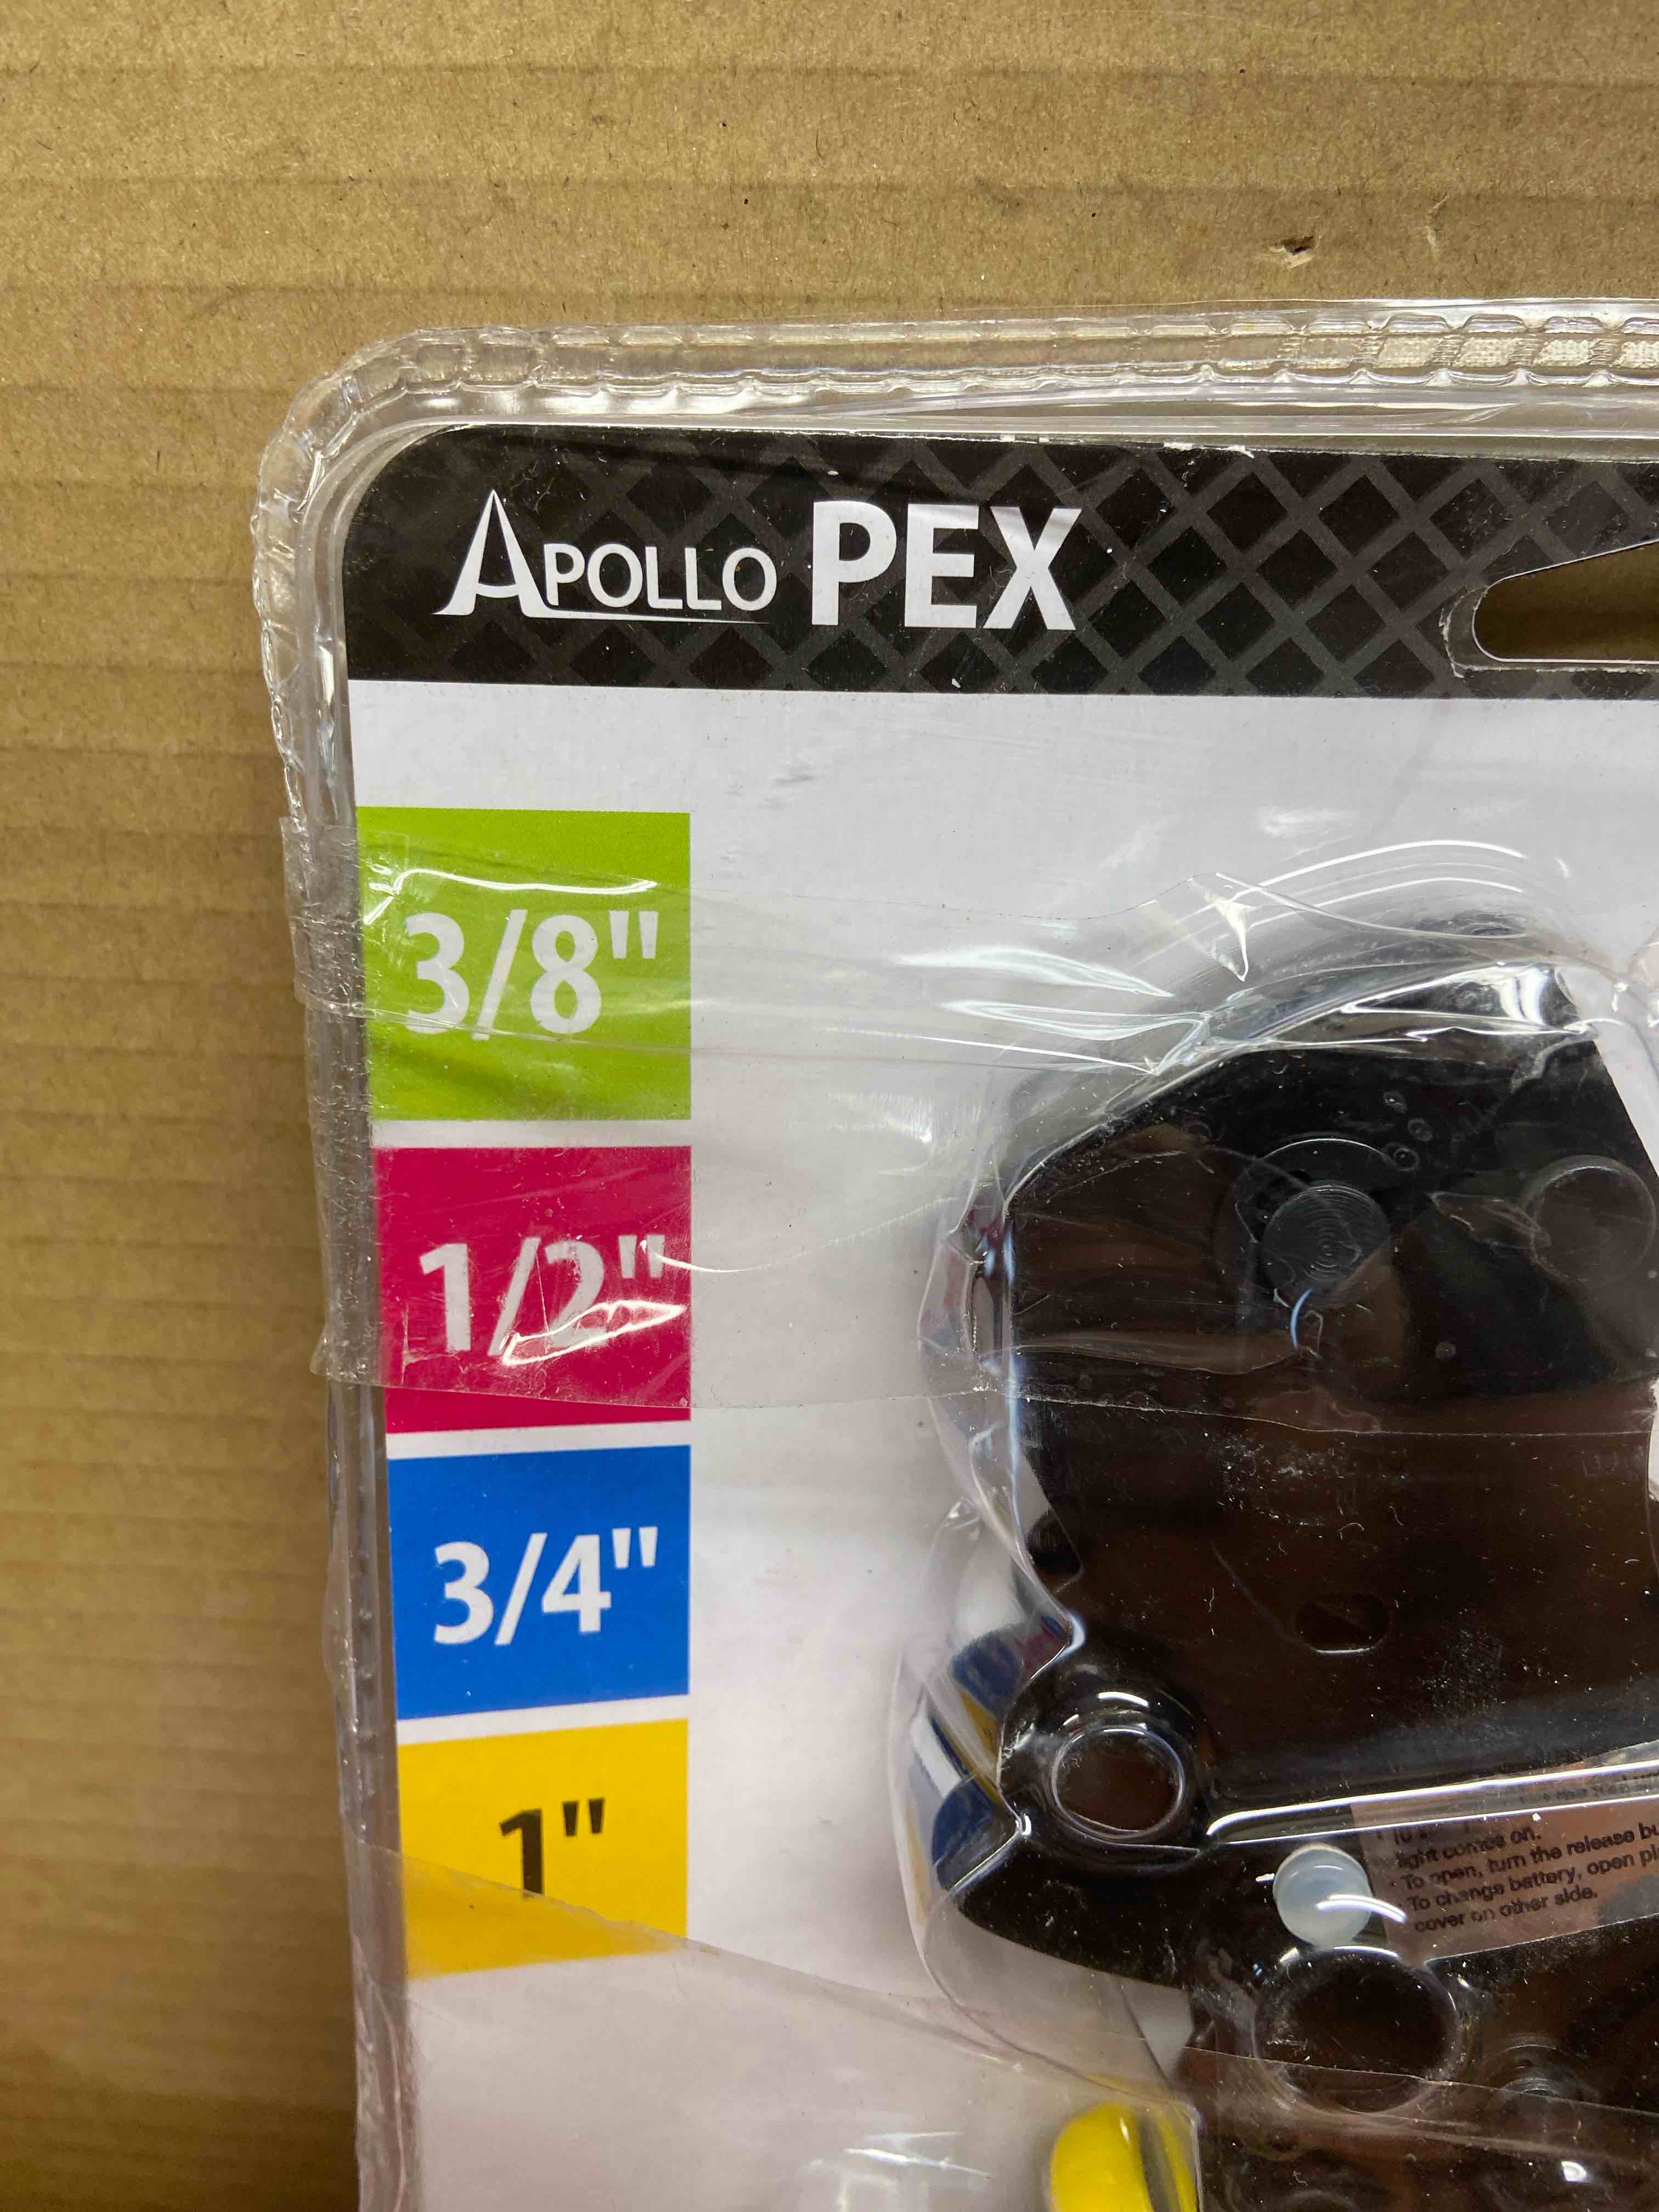 APOLLO PEX
3/8"
1/2"
3/4"
1"
light comes on.
· To open, turn the release bu
To change battery, open pl
cover on other side.